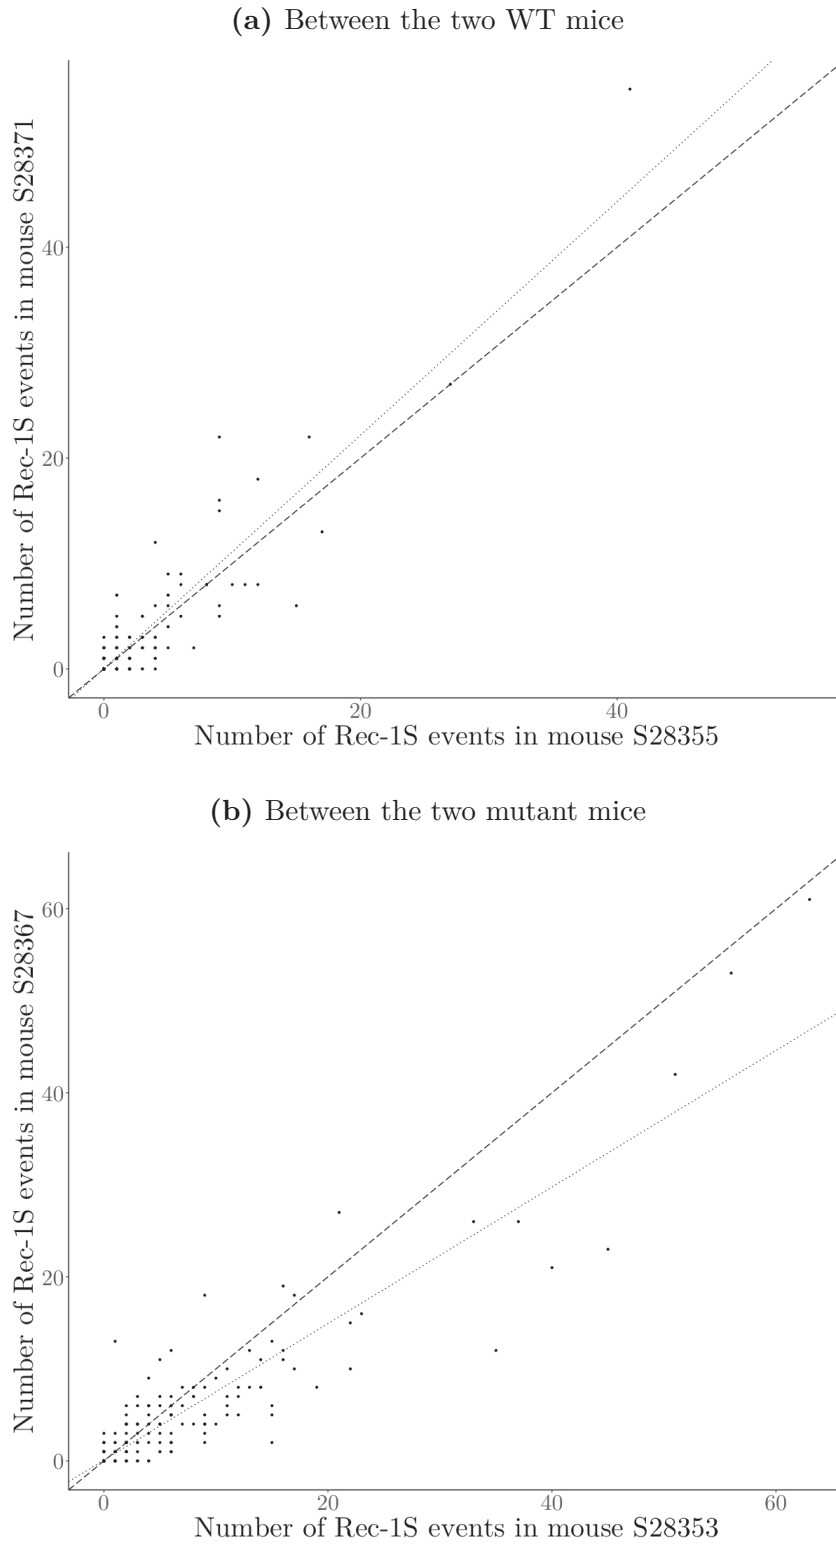 (a) Between the two WT mice
Number of Rec-1S events in mouse S28371
40
20
0
0 20 40
Number of Rec-1S events in mouse S28355
(b) Between the two mutant mice
Number of Rec-1S events in mouse S28367
60
40
20
0
0 20 40 60
Number of Rec-1S events in mouse S28353